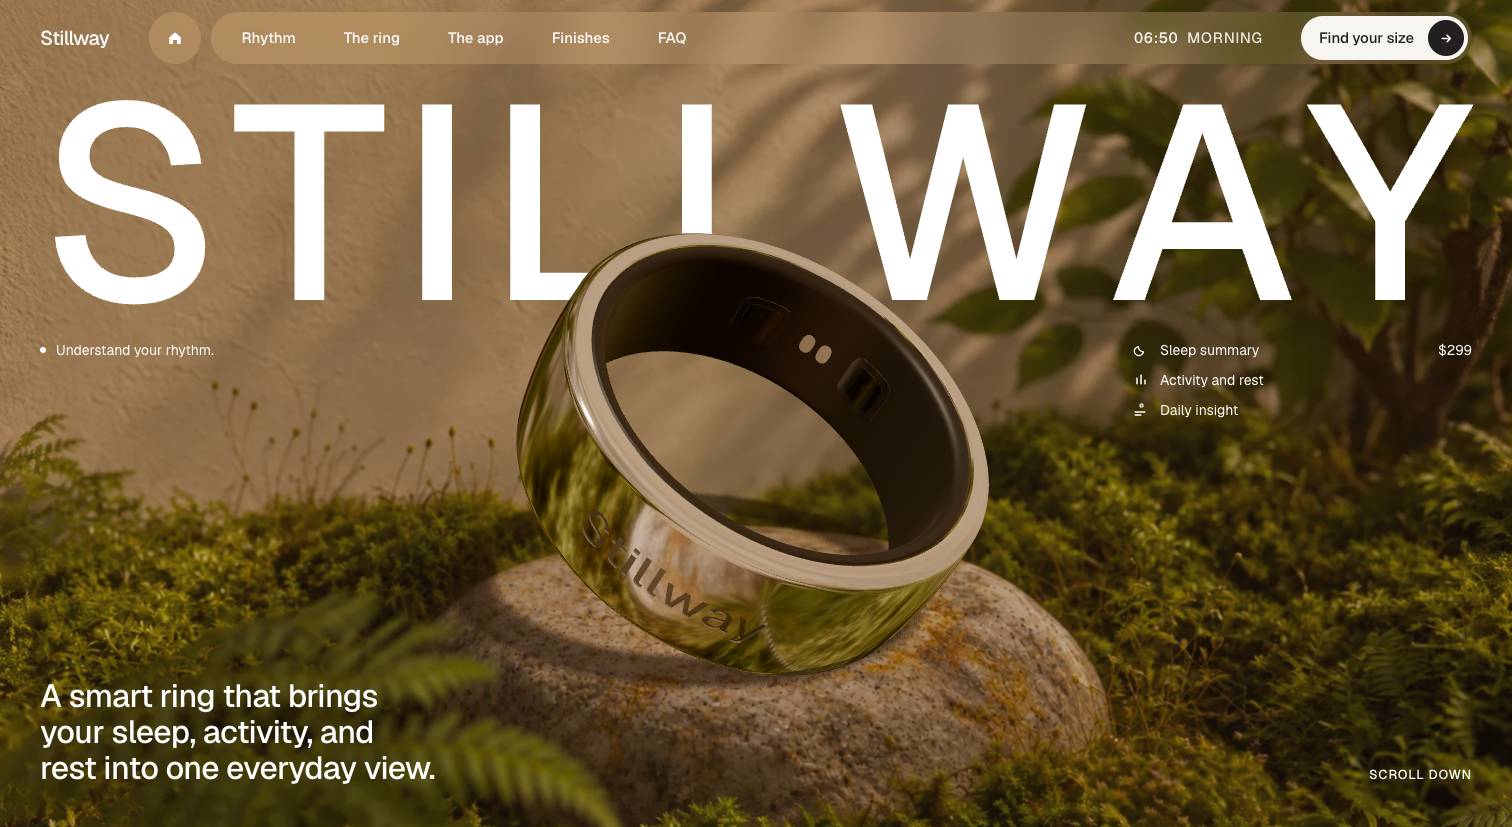 Stillway
Rhythm
The ring
The app
Finishes
FAQ
06:50 MORNING
Find your size
STILLWAY
Understand your rhythm.
Sleep summary
$299
Activity and rest
Daily insight
Stillway
A smart ring that brings
your sleep, activity, and
rest into one everyday view.
SCROLL DOWN